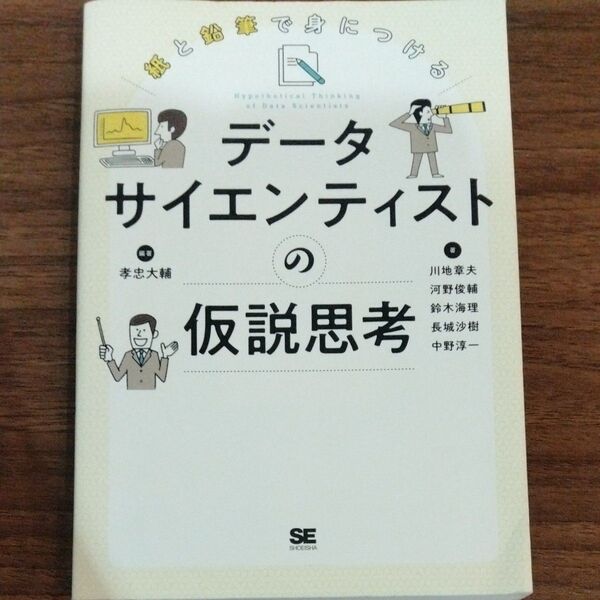 紙と鉛筆で身につける
Hypothetical Thinking
of Data Scientists
データ
サイエンティスト
の
仮説思考
編著
孝忠大輔
著
川地章夫
河野俊輔
鈴木海理
長城沙樹
中野淳一
SE
SHOEISHA